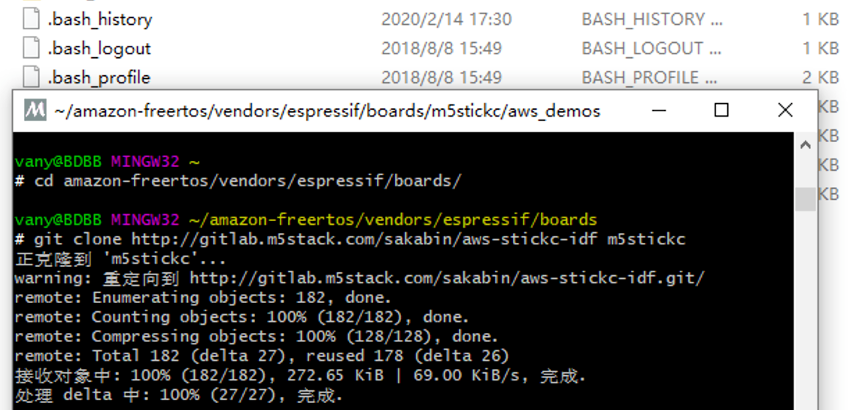 .bash_history 2020/2/14 17:30 BASH_HISTORY ... 1 KB
.bash_logout 2018/8/8 15:49 BASH_LOGOUT ... 1 KB
.bash_profile 2018/8/8 15:49 BASH_PROFILE ... 2 KB
~/amazon-freertos/vendors/espressif/boards/m5stickc/aws_demos
KB
KB
KB
KB
vany@BDBB MINGW32 ~
# cd amazon-freertos/vendors/espressif/boards/
vany@BDBB MINGW32 ~/amazon-freertos/vendors/espressif/boards
# git clone http://gitlab.m5stack.com/sakabin/aws-stickc-idf m5stickc
正克隆到 'm5stickc'...
warning: 重定向到 http://gitlab.m5stack.com/sakabin/aws-stickc-idf.git/
remote: Enumerating objects: 182, done.
remote: Counting objects: 100% (182/182), done.
remote: Compressing objects: 100% (128/128), done.
remote: Total 182 (delta 27), reused 178 (delta 26)
接收对象中: 100% (182/182), 272.65 KiB | 69.00 KiB/s, 完成.
处理 delta 中: 100% (27/27), 完成.